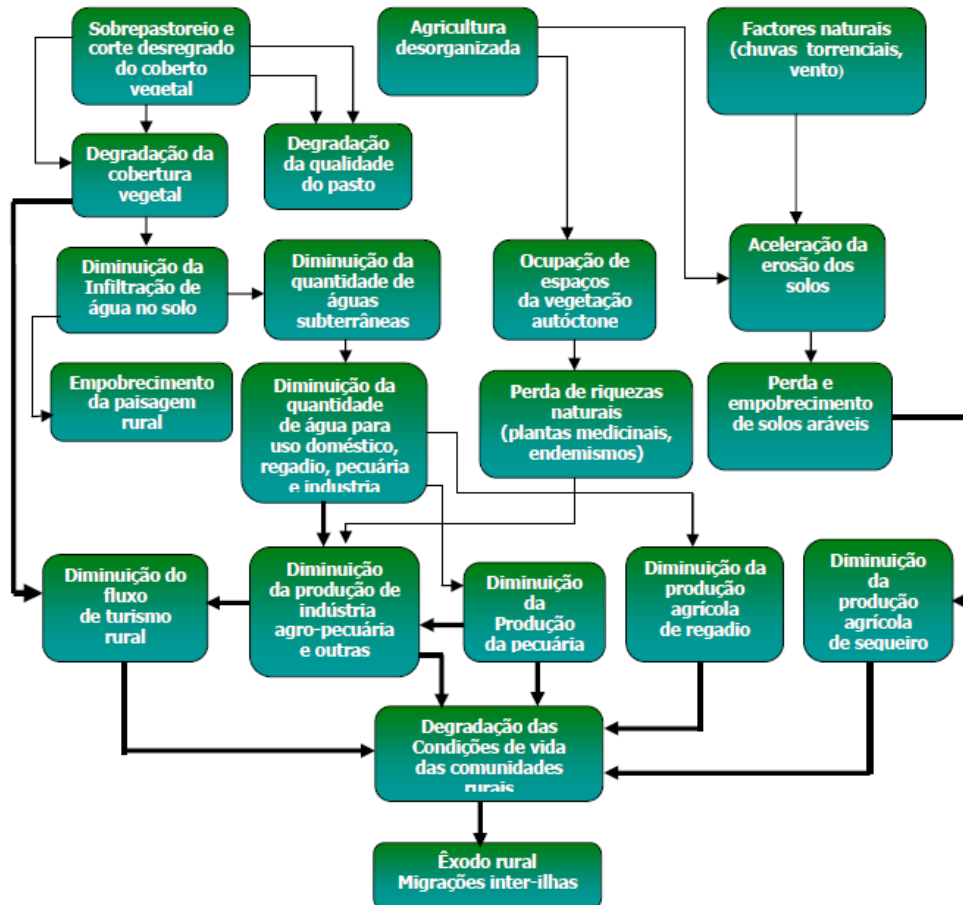 Sobrepastoreio e
corte desregrado
do coberto
vegetal
Agricultura
desorganizada
Factores naturais
(chuvas torrenciais,
vento)
Degradação da
cobertura
vegetal
Degradação
da qualidade
do pasto
Diminuição da
Infiltração de
água no solo
Diminuição da
quantidade de
águas
subterrâneas
Ocupação de
espaços
da vegetação
autóctone
Aceleração da
erosão dos
solos
Empobrecimento
da paisagem
rural
Diminuição da
quantidade
de água para
uso doméstico,
regadio, pecuária
e industria
Perda de riquezas
naturais
(plantas medicinais,
endemismos)
Perda e
empobrecimento
de solos aráveis
Diminuição do
fluxo
de turismo
rural
Diminuição
da produção de
indústria
agro-pecuária
e outras
Diminuição
da
Produção
da pecuária
Diminuição da
produção
agrícola
de regadio
Diminuição
da
produção
agrícola
de sequeiro
Degradação das
Condições de vida
das comunidades
rurais
Êxodo rural
Migrações inter-ilhas